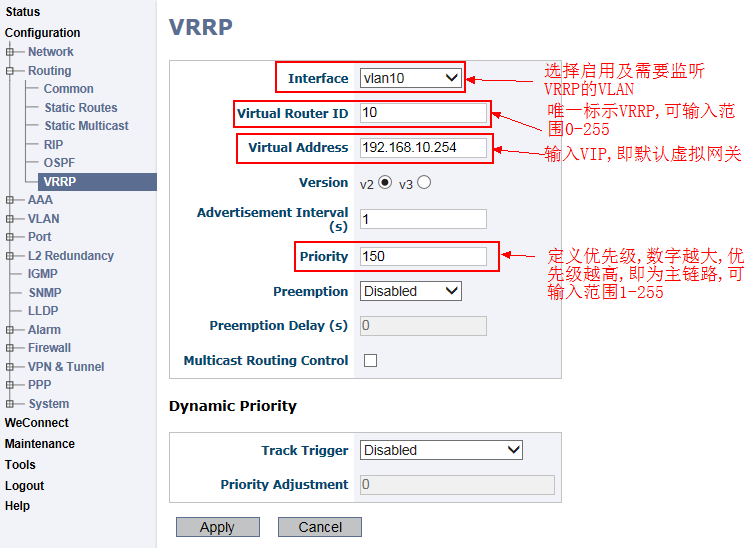 Status
Configuration
Network
Routing
Common
Static Routes
Static Multicast
RIP
OSPF
VRRP
AAA
VLAN
Port
L2 Redundancy
IGMP
SNMP
LLDP
Alarm
Firewall
VPN & Tunnel
PPP
System
WeConnect
Maintenance
Tools
Logout
Help
VRRP
Interface vlan10
选择启用及需要监听
VRRP的VLAN
Virtual Router ID 10
唯一标示VRRP,可输入范
围0-255
Virtual Address 192.168.10.254
输入VIP,即默认虚拟网关
Version v2 v3
Advertisement Interval
(s) 1
Priority 150
定义优先级,数字越大,优
先级越高,即为主链路,可
输入范围1-255
Preemption Disabled
Preemption Delay (s) 0
Multicast Routing Control
Dynamic Priority
Track Trigger Disabled
Priority Adjustment 0
Apply Cancel